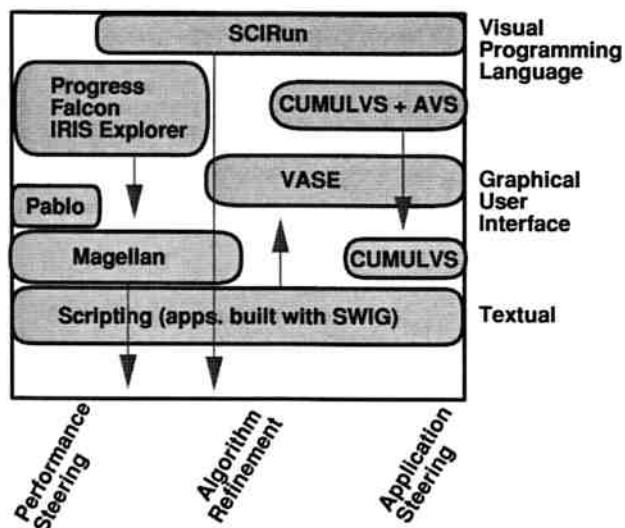 SCIRun
Visual
Programming
Language
Progress
Falcon
IRIS Explorer
CUMULVS + AVS
VASE
Graphical
User
Interface
Pablo
Magellan
CUMULVS
Scripting (apps. built with SWIG)
Textual
Performance
Steering
Algorithm
Refinement
Application
Steering